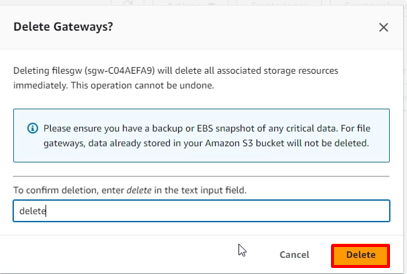 Delete Gateways?
Deleting filesgw (sgw-C04AEFA9) will delete all associated storage resources
immediately. This operation cannot be undone.
Please ensure you have a backup or EBS snapshot of any critical data. For file
gateways, data already stored in your Amazon S3 bucket will not be deleted.
To confirm deletion, enter delete in the text input field.
delete
Cancel
Delete